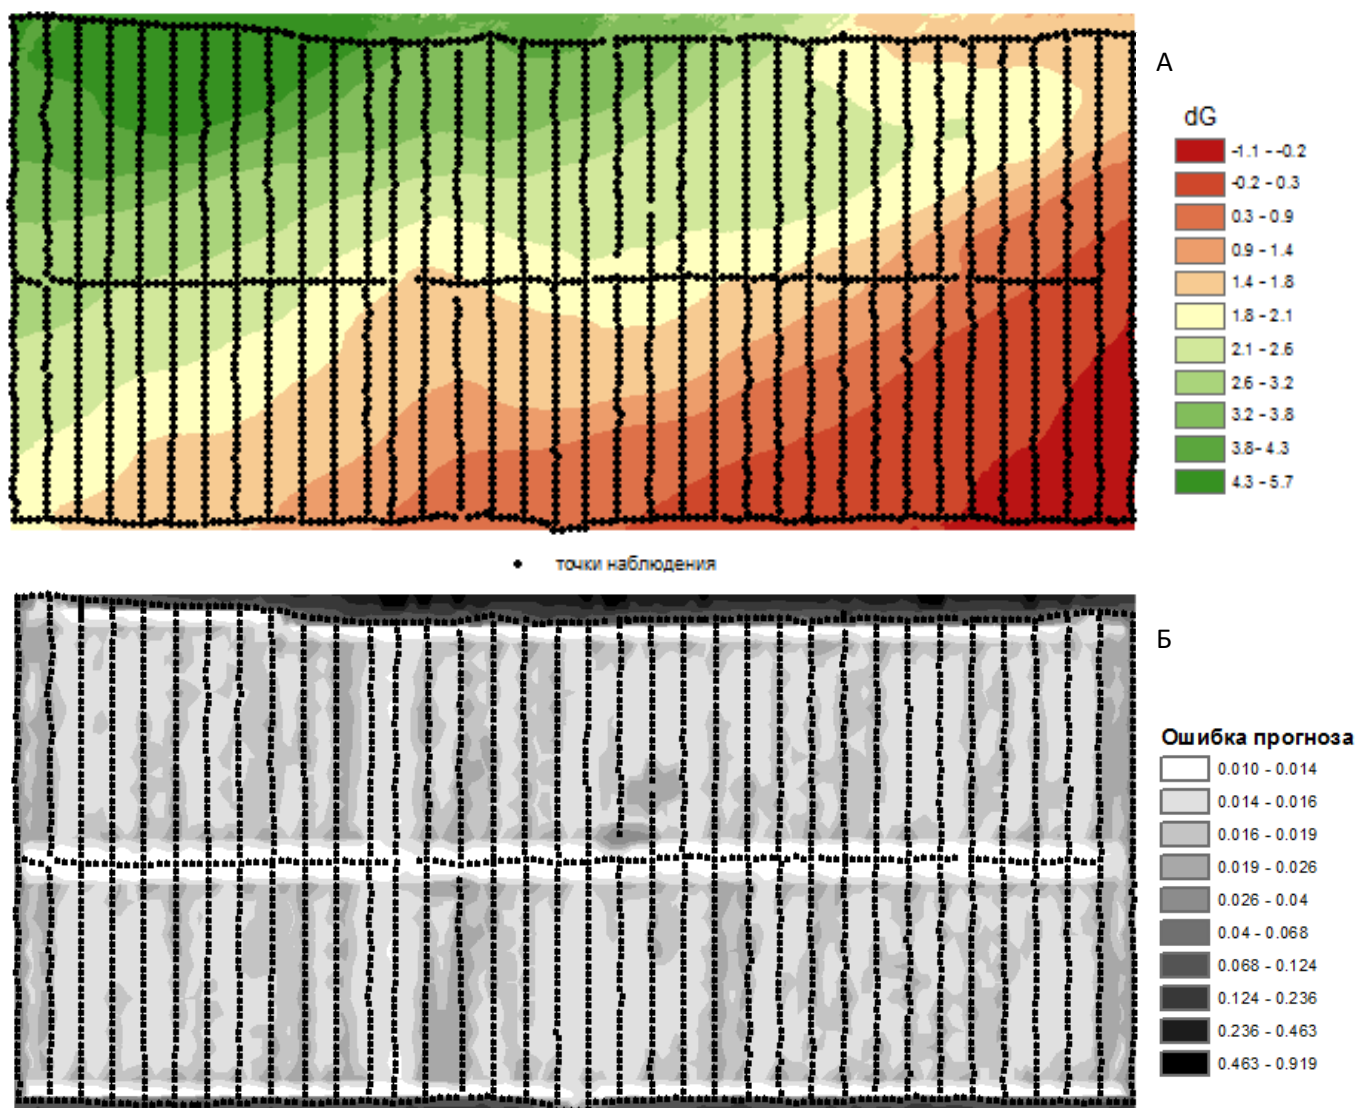 А
dG
-1.1 - -0.2
-0.2 - 0.3
0.3 - 0.9
0.9 - 1.4
1.4 - 1.8
1.8 - 2.1
2.1 - 2.6
2.6 - 3.2
3.2 - 3.8
3.8- 4.3
4.3 - 5.7
точки наблюдения
Б
Ошибка прогноза
0.010 - 0.014
0.014 - 0.016
0.016 - 0.019
0.019 - 0.026
0.026 - 0.04
0.04 - 0.068
0.068 - 0.124
0.124 - 0.236
0.236 - 0.463
0.463 - 0.919